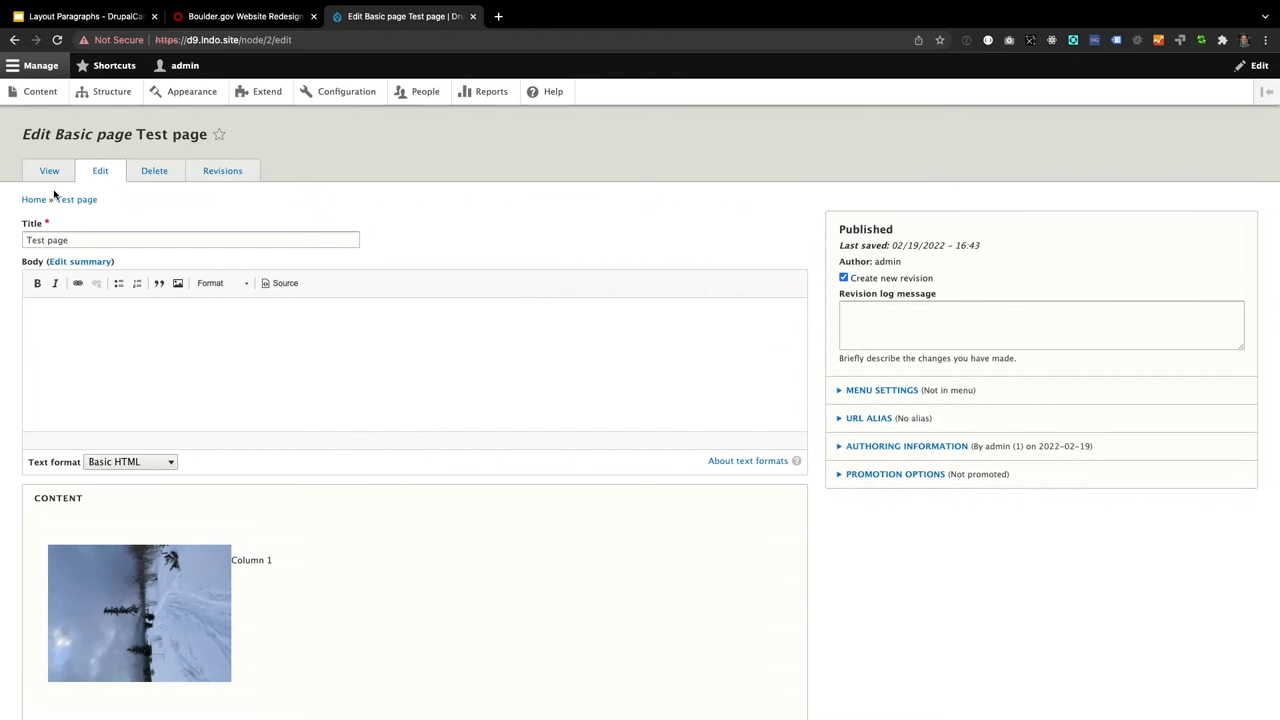 Layout Paragraphs - DrupalCa
Boulder.gov Website Redesign
Edit Basic page Test page | D
Not Secure
https://d9.lndo.site/node/2/edit
Manage
Shortcuts
admin
Edit
Content
Structure
Appearance
Extend
Configuration
People
Reports
Help
Edit Basic page Test page
View
Edit
Delete
Revisions
Home » Test page
Title *
Test page
Body (Edit summary)
Format
Source
Text format
Basic HTML
About text formats
CONTENT
Column 1
Published
Last saved: 02/19/2022 - 16:43
Author: admin
Create new revision
Revision log message
Briefly describe the changes you have made.
MENU SETTINGS (Not in menu)
URL ALIAS (No alias)
AUTHORING INFORMATION (By admin (1) on 2022-02-19)
PROMOTION OPTIONS (Not promoted)